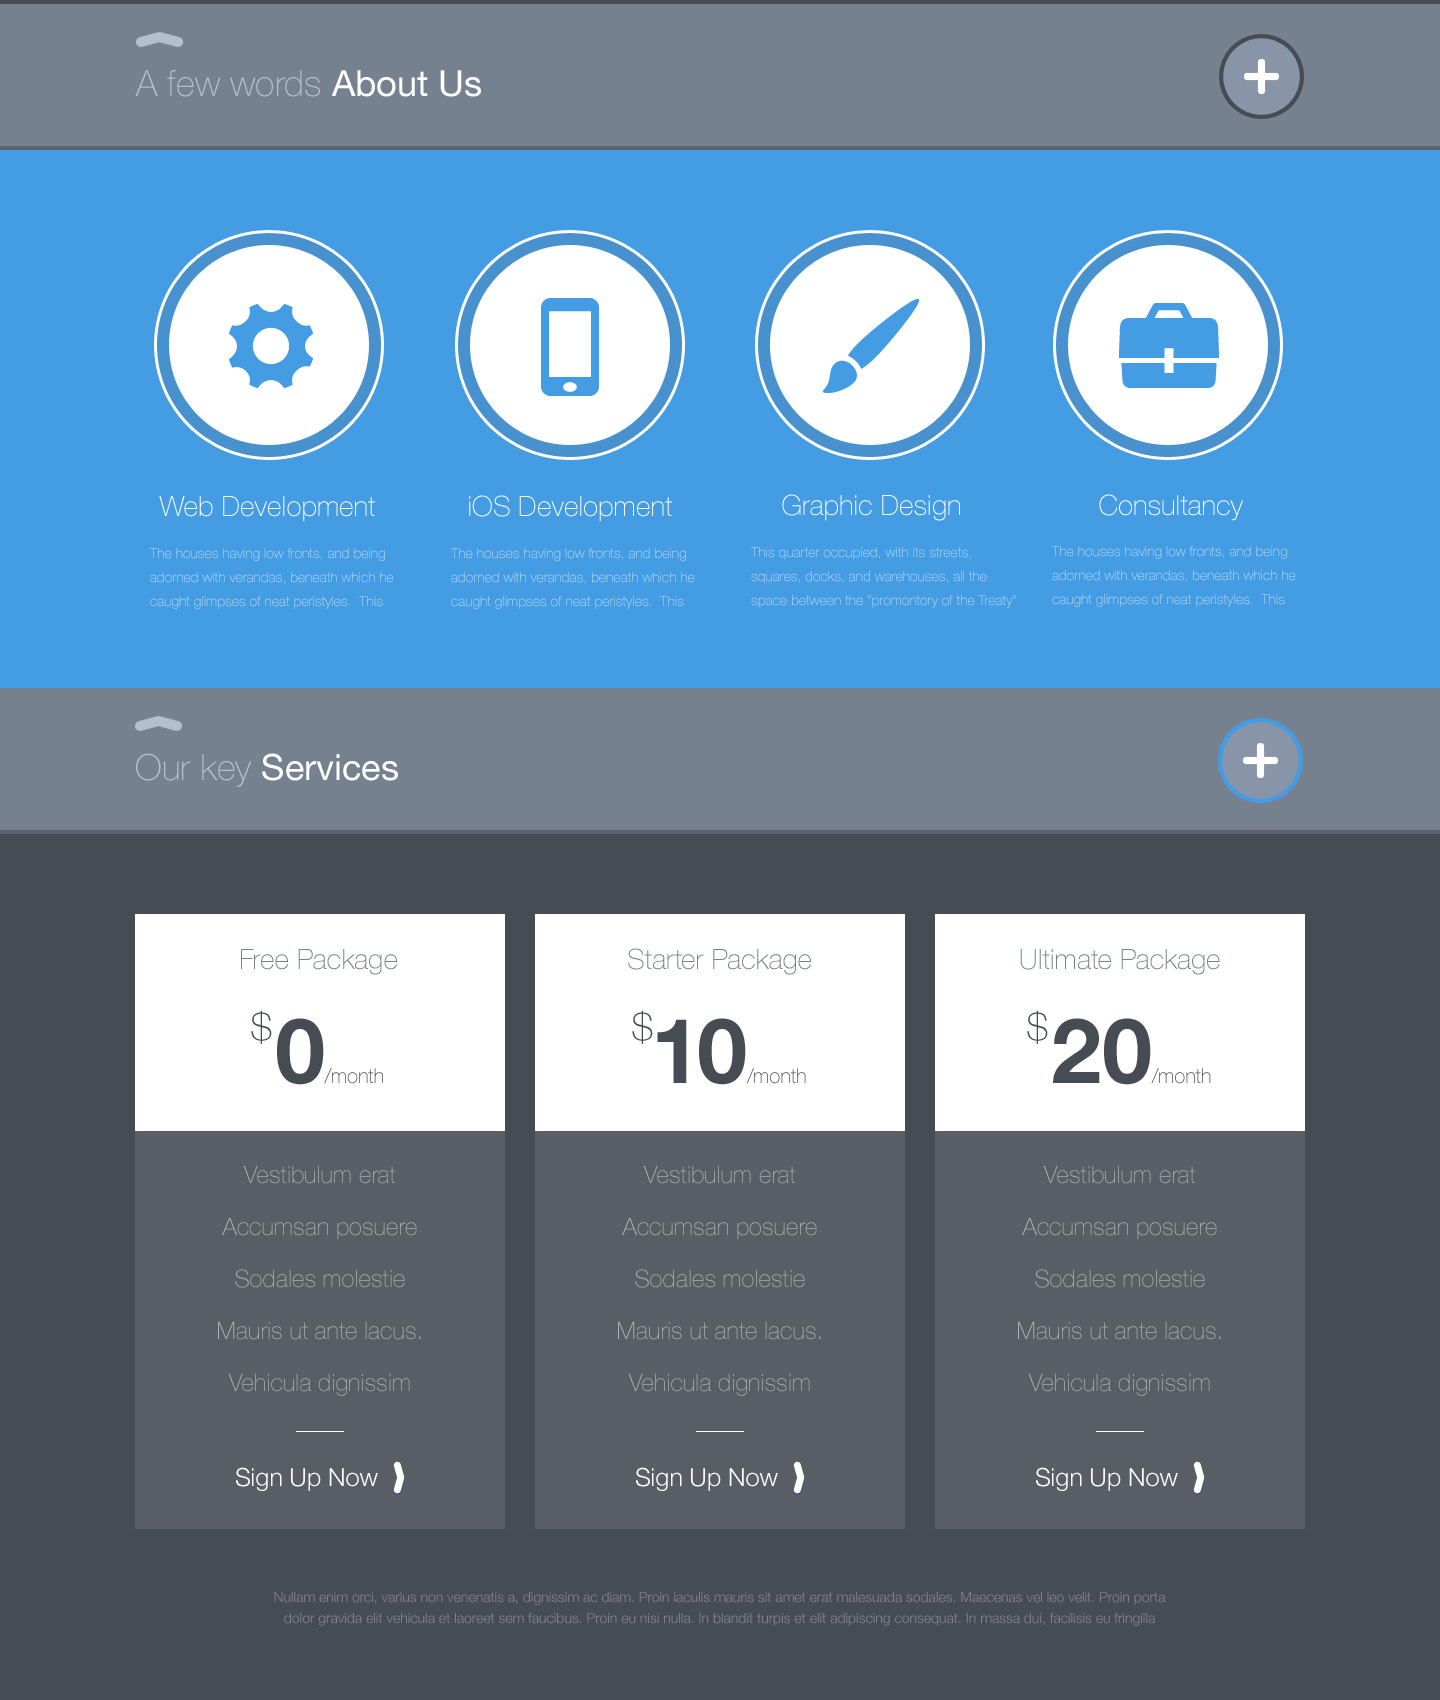 A few words About Us
Web Development
The houses having low fronts, and being
adorned with verandas, beneath which he
caught glimpses of neat peristyles. This
iOS Development
The houses having low fronts, and being
adorned with verandas, beneath which he
caught glimpses of neat peristyles. This
Graphic Design
This quarter occupied, with its streets,
squares, docks, and warehouses, all the
space between the "promontory of the Treaty"
Consultancy
The houses having low fronts, and being
adorned with verandas, beneath which he
caught glimpses of neat peristyles. This
Our key Services
Free Package
$0/month
Vestibulum erat
Accumsan posuere
Sodales molestie
Mauris ut ante lacus.
Vehicula dignissim
Sign Up Now
Starter Package
$10/month
Vestibulum erat
Accumsan posuere
Sodales molestie
Mauris ut ante lacus.
Vehicula dignissim
Sign Up Now
Ultimate Package
$20/month
Vestibulum erat
Accumsan posuere
Sodales molestie
Mauris ut ante lacus.
Vehicula dignissim
Sign Up Now
Nullam enim orci, varius non venenatis a, dignissim ac diam. Proin iaculis mauris sit amet erat malesuada sodales. Maecenas vel leo velit. Proin porta
dolor gravida elit vehicula et laoreet sem faucibus. Proin eu nisi nulla. In blandit turpis et elit adipiscing consequat. In massa dui, facilisis eu fringilla